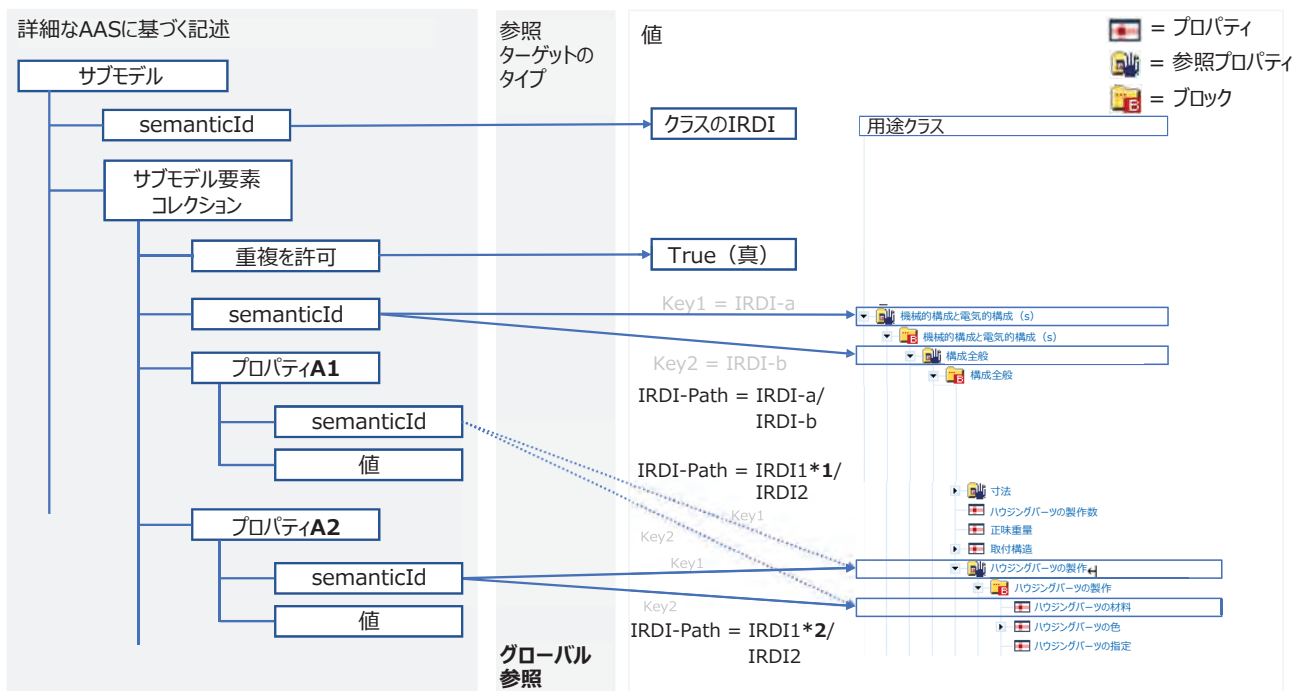 詳細なAASに基づく記述
参照
ターゲットの
タイプ
値
= プロパティ
= 参照プロパティ
B
= ブロック
サブモデル
semanticId
クラスのIRDI
用途クラス
サブモデル要素
コレクション
重複を許可
True（真）
semanticId
Key1 = IRDI-a
機械的構成と電気的構成（s）
B
機械的構成と電気的構成（s）
Key2 = IRDI-b
構成全般
B
構成全般
プロパティA1
IRDI-Path = IRDI-a/
IRDI-b
semanticId
値
IRDI-Path = IRDI1*1/
IRDI2
寸法
ハウジングパーツの製作数
正味重量
取付構造
Key1
Key2
プロパティA2
Key1
ハウジングパーツの製作
semanticId
B
ハウジングパーツの製作
Key2
ハウジングパーツの材料
値
IRDI-Path = IRDI1*2/
IRDI2
ハウジングパーツの色
ハウジングパーツの指定
グローバル
参照